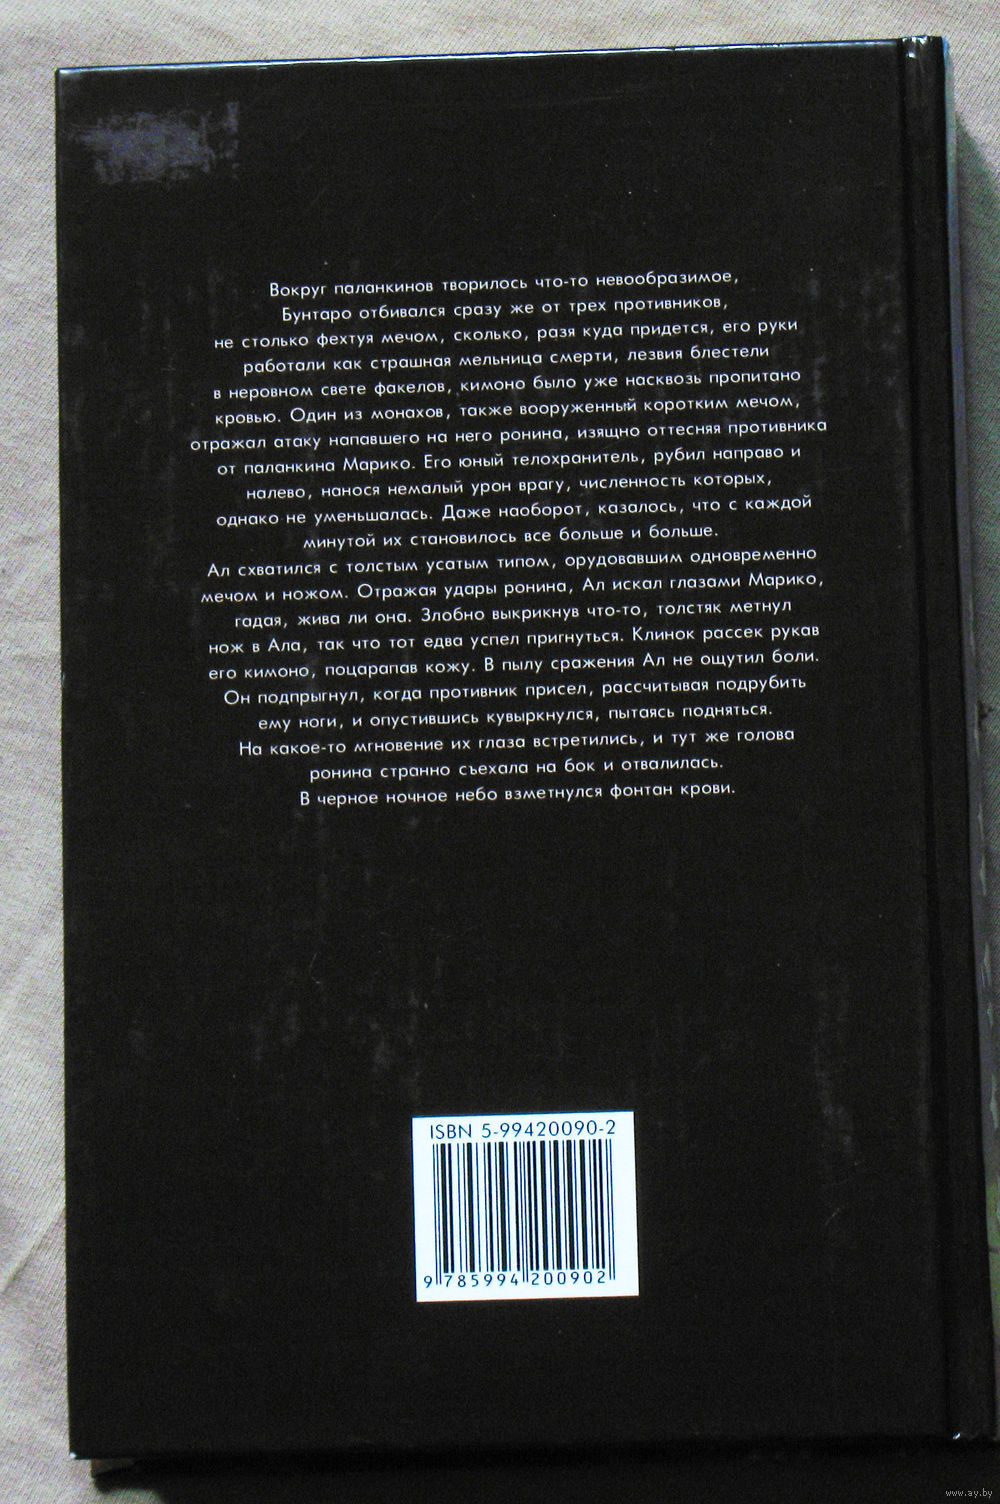 Вокруг паланкинов творилось что-то невообразимое,
Бунтаро отбивался сразу же от трех противников,
не столько фехтуя мечом, сколько, разя куда придется, его руки
работали как страшная мельница смерти, лезвия блестели
в неровном свете факелов, кимоно было уже насквозь пропитано
кровью. Один из монахов, также вооруженный коротким мечом,
отражал атаку напавшего на него ронина, изящно оттесняя противника
от паланкина Марико. Его юный телохранитель, рубил направо и
налево, нанося немалый урон врагу, численность которых,
однако не уменьшалась. Даже наоборот, казалось, что с каждой
минутой их становилось все больше и больше.
Ал схватился с толстым усатым типом, орудовавшим одновременно
мечом и ножом. Отражая удары ронина, Ал искал глазами Марико,
гадая, жива ли она. Злобно выкрикнув что-то, толстяк метнул
нож в Ала, так что тот едва успел пригнуться. Клинок рассек рукав
его кимоно, поцарапав кожу. В пылу сражения Ал не ощутил боли.
Он подпрыгнул, когда противник присел, рассчитывая подрубить
ему ноги, и опустившись кувыркнулся, пытаясь подняться.
На какое-то мгновение их глаза встретились, и тут же голова
ронина странно съехала на бок и отвалилась.
В черное ночное небо взметнулся фонтан крови.
ISBN 5-99420090-2
9 785994 200902
www.ay.by